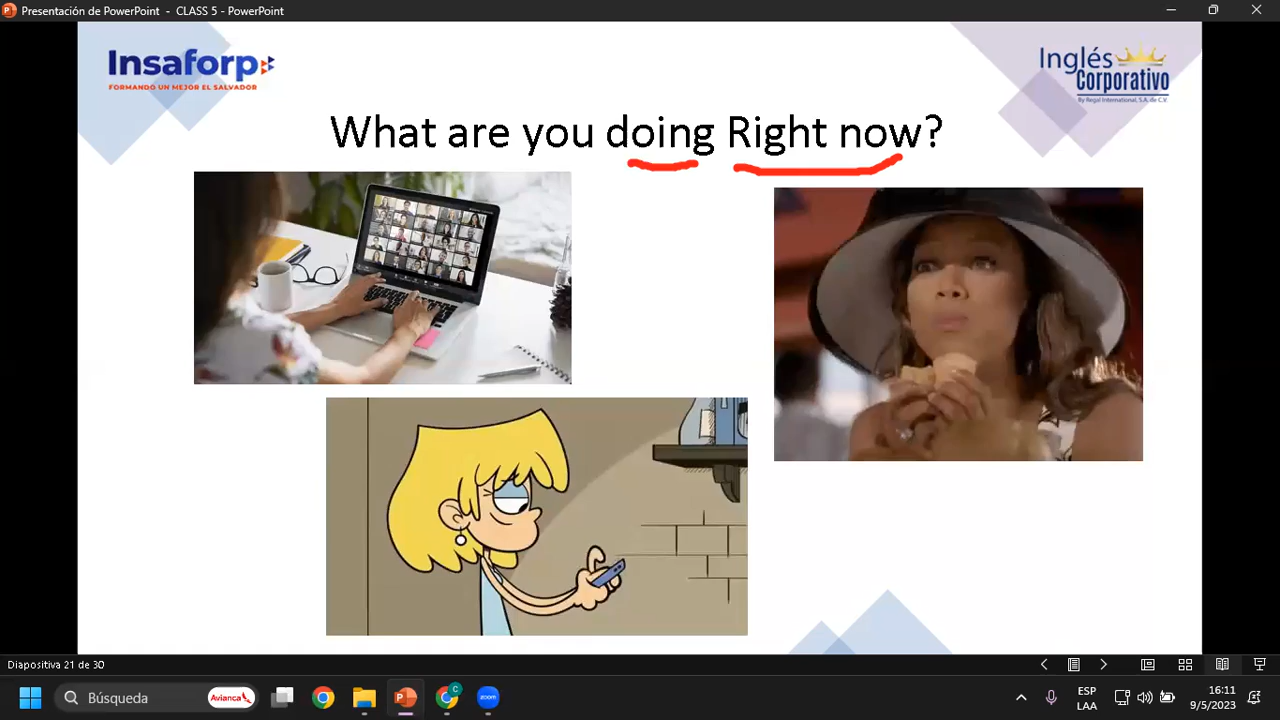 Presentación de PowerPoint - CLASS 5 - PowerPoint
Insaforp
FORMANDO UN MEJOR EL SALVADOR
Inglés
Corporativo
By Regal International, S.A. de C.V.
What are you doing Right now?
Diapositiva 21 de 30
Búsqueda
Avianca
C
zoom
ESP
LAA
16:11
9/5/2023